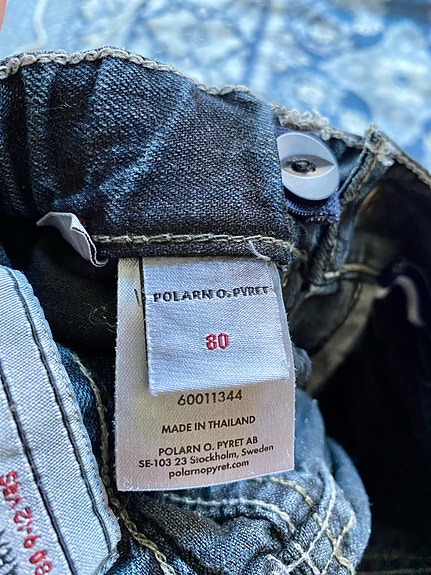 POLARN O. PYRET
80
60011344
MADE IN THAILAND
POLARN O. PYRET AB
SE-103 23 Stockholm, Sweden
polarnopyret.com